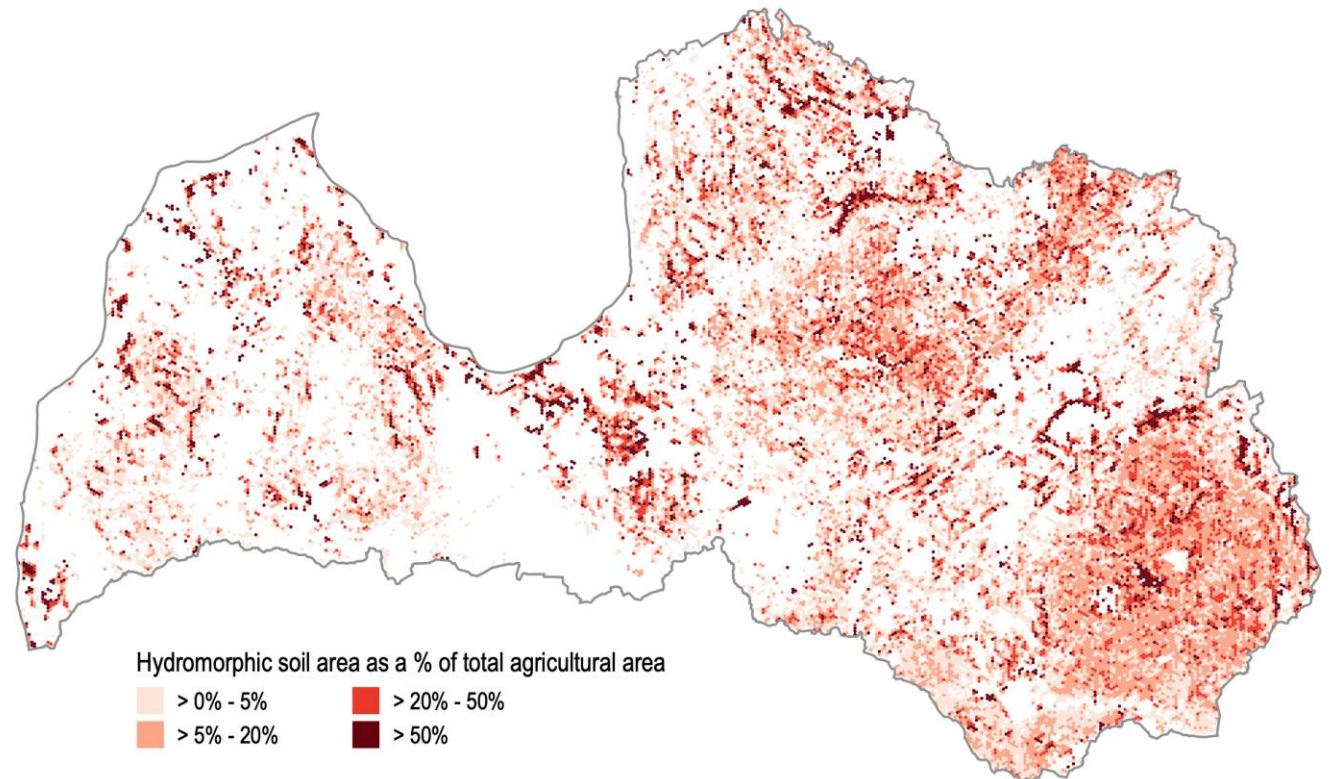 Hydromorphic soil area as a % of total agricultural area
> 0% - 5%
> 20% - 50%
> 5% - 20%
> 50%